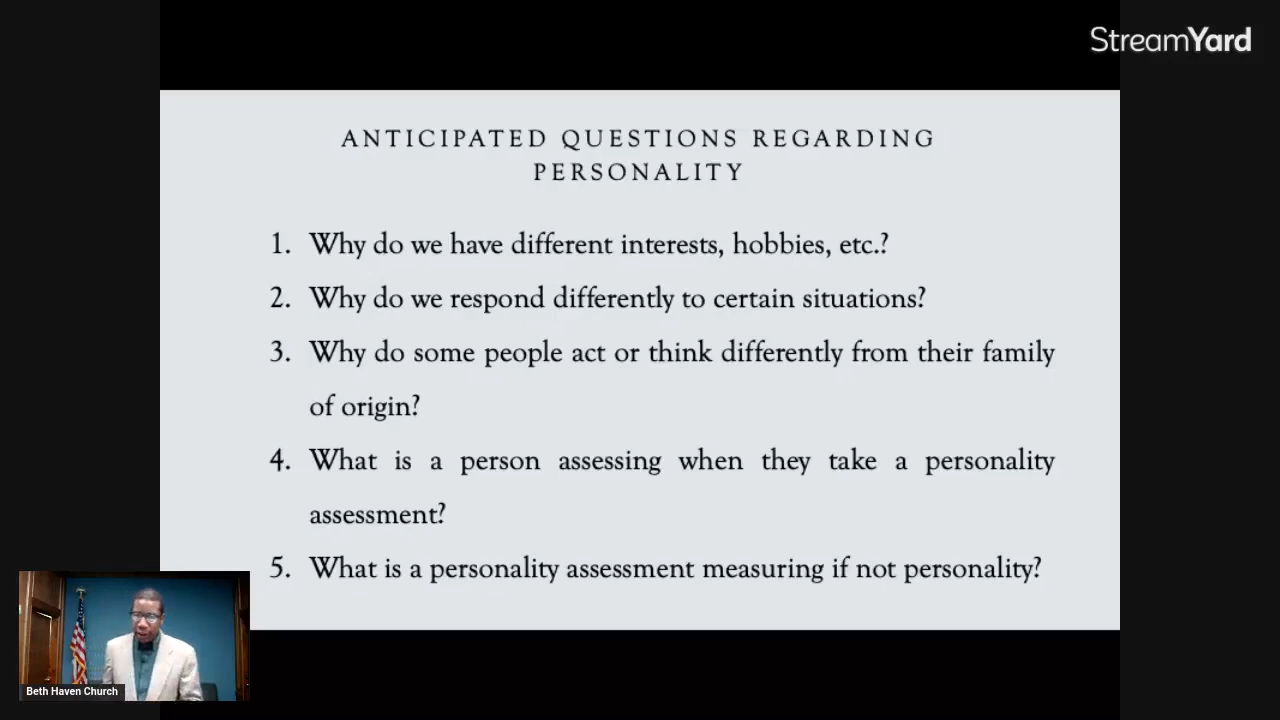 StreamYard
ANTICIPATED QUESTIONS REGARDING
PERSONALITY
1. Why do we have different interests, hobbies, etc.?
2. Why do we respond differently to certain situations?
3. Why do some people act or think differently from their family
of origin?
4. What is a person assessing when they take a personality
assessment?
5. What is a personality assessment measuring if not personality?
Beth Haven Church